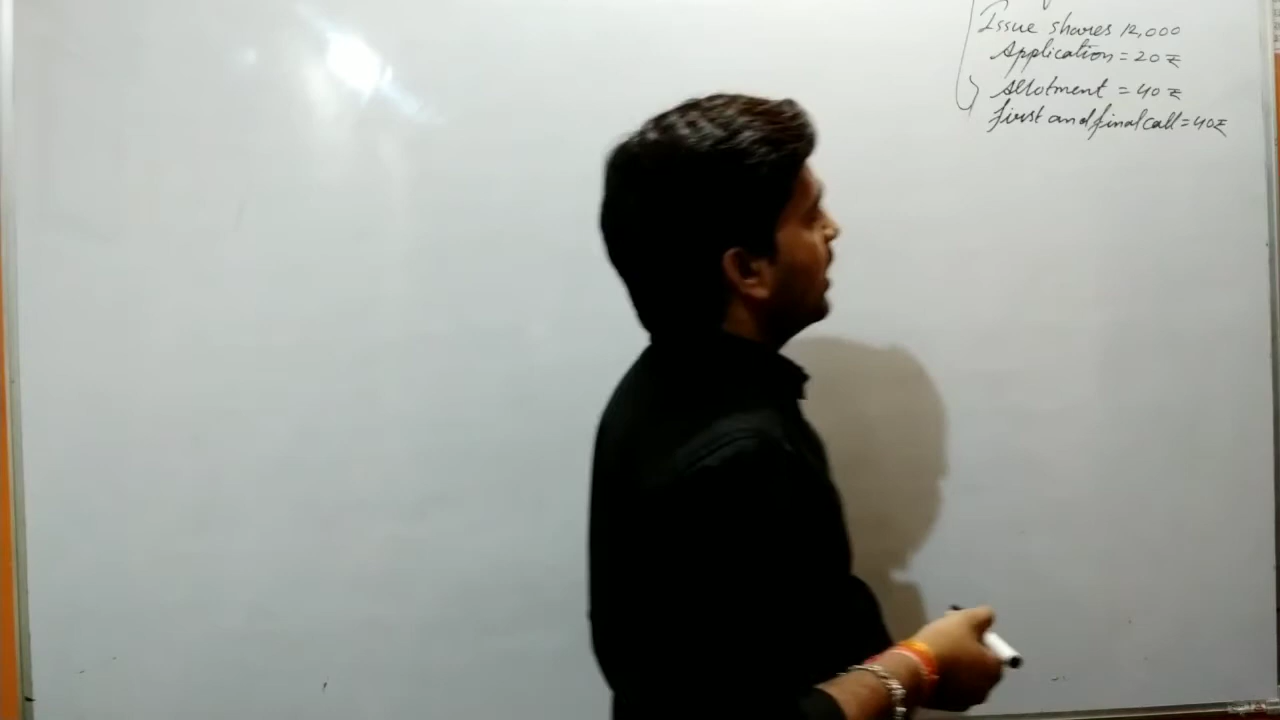 Issue shares 12,000
Application = 20 ₹
Allotment = 40 ₹
first and final call = 40₹